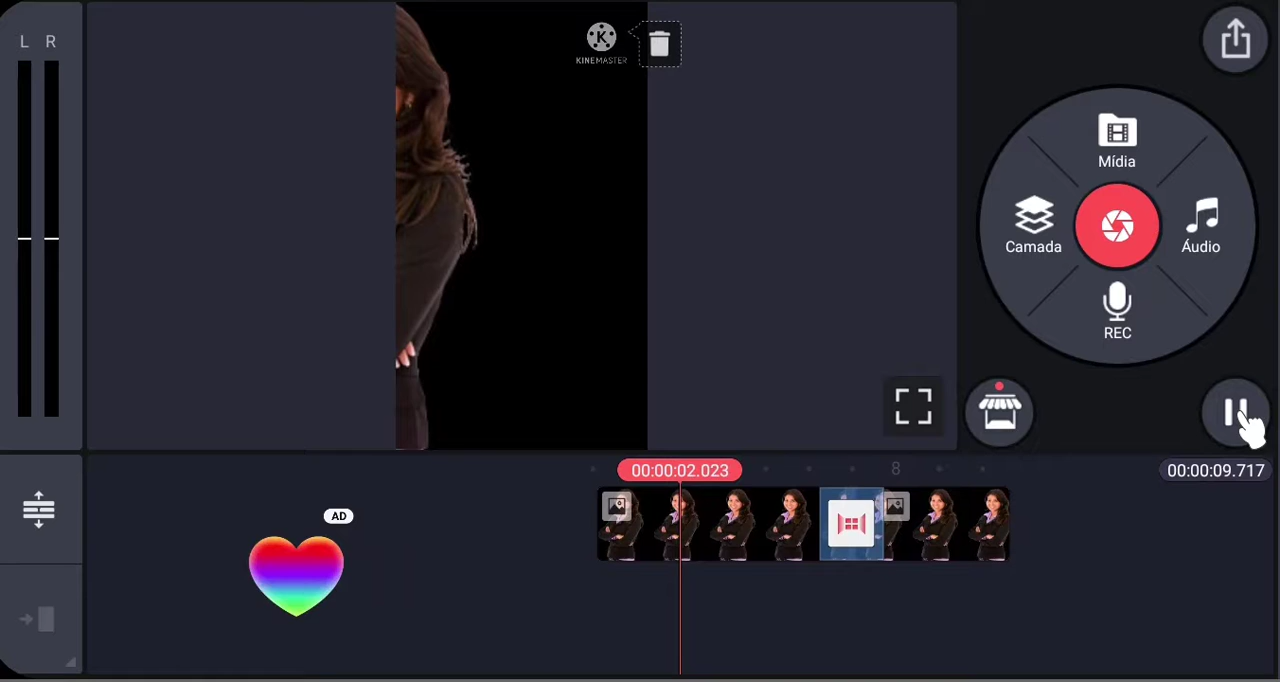 L R
KINEMASTER
Mídia
Camada
Áudio
REC
00:00:02.023
8
00:00:09.717
AD